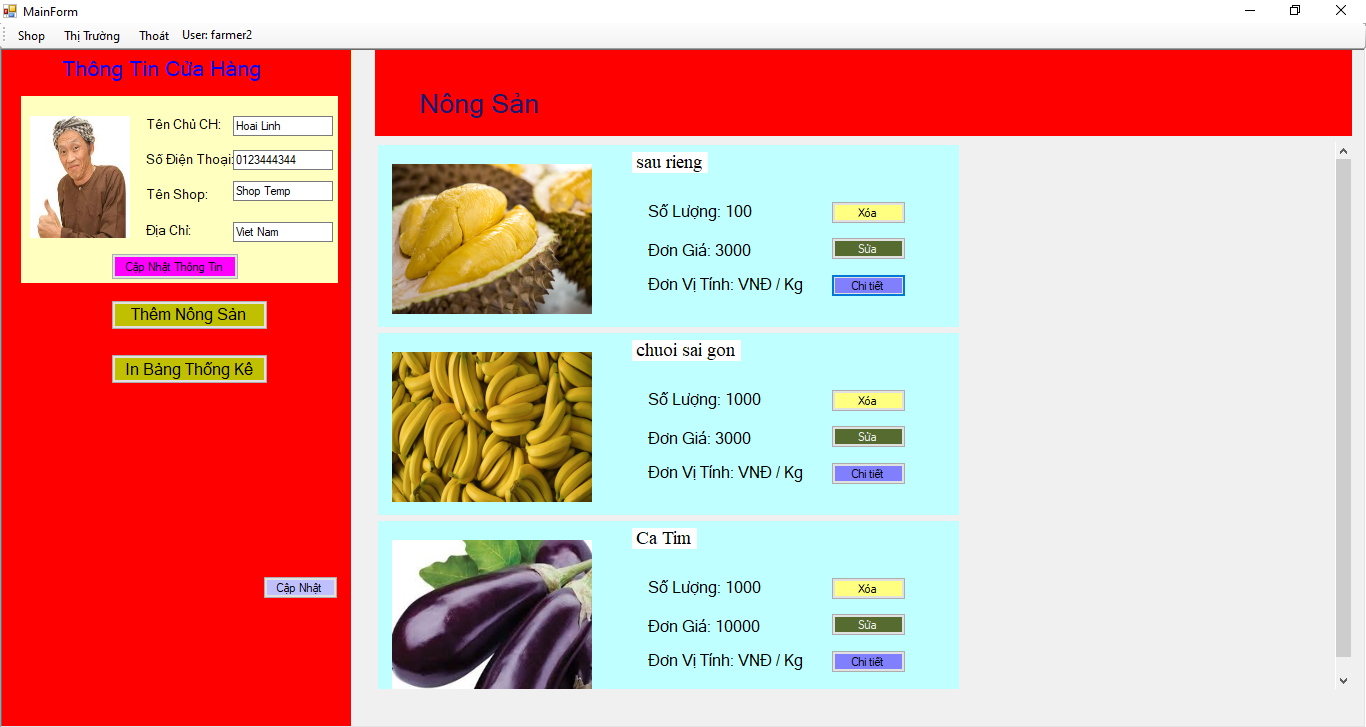 MainForm
Shop Thị Trường Thoát User: farmer2
Thông Tin Cửa Hàng
Tên Chủ CH: Hoai Linh
Số Điện Thoại: 0123444344
Tên Shop: Shop Temp
Địa Chỉ: Viet Nam
Cập Nhật Thông Tin
Thêm Nông Sản
In Bảng Thống Kê
Cập Nhật
Nông Sản
sau rieng
Số Lượng: 100 Xóa
Đơn Giá: 3000 Sửa
Đơn Vị Tính: VNĐ / Kg Chi tiết
chuoi sai gon
Số Lượng: 1000 Xóa
Đơn Giá: 3000 Sửa
Đơn Vị Tính: VNĐ / Kg Chi tiết
Ca Tim
Số Lượng: 1000 Xóa
Đơn Giá: 10000 Sửa
Đơn Vị Tính: VNĐ / Kg Chi tiết